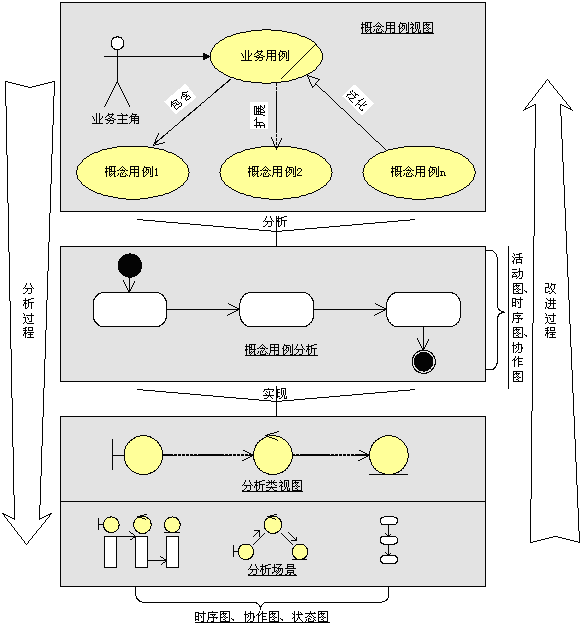 概念用例视图
业务用例
业务主角
包含
扩展
泛化
概念用例1
概念用例2
概念用例n
分析
分析过程
改进过程
活动图、时序图、协作图
概念用例分析
实现
分析类视图
分析场景
时序图、协作图、状态图